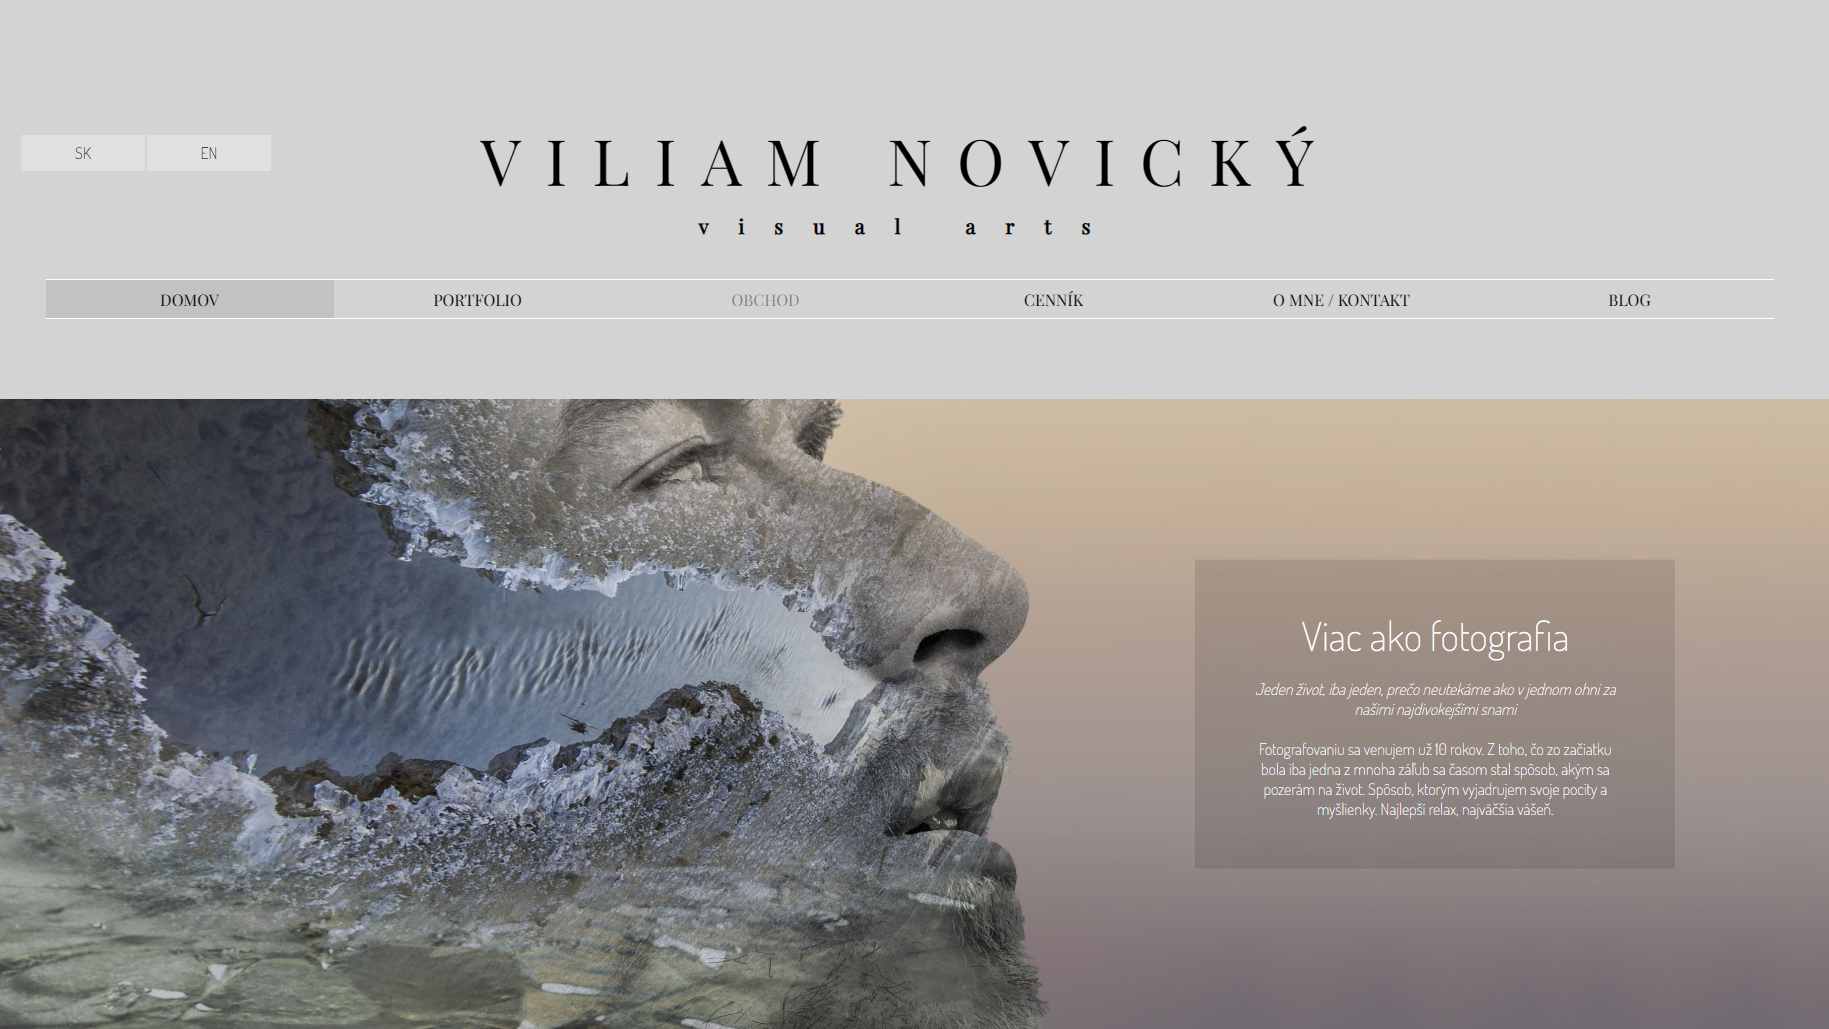 SK
EN
VILIAM NOVICKÝ
visual arts
DOMOV
PORTFOLIO
OBCHOD
CENNÍK
O MNE / KONTAKT
BLOG
Viac ako fotografia
Jeden život, iba jeden, prečo neutekáme ako v jednom ohni za
našimi najdivokejšími snami
Fotografovaniu sa venujem už 10 rokov. Z toho, čo zo začiatku
bola iba jedna z mnoha záľub sa časom stal spôsob, akým sa
pozerám na život. Spôsob, ktorým vyjadrujem svoje pocity a
myšlienky. Najlepší relax, najväčšia vášeň.